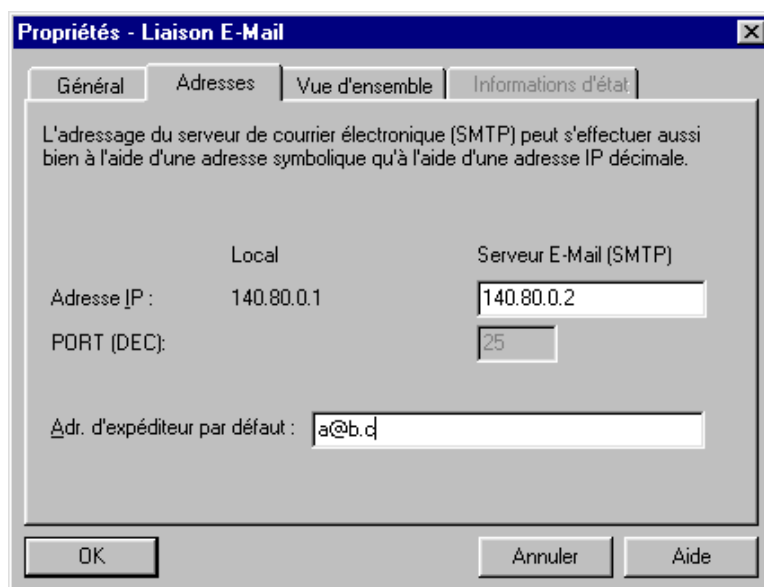 Propriétés - Liaison E-Mail
Général Adresses Vue d'ensemble Informations d'état
L'adressage du serveur de courrier électronique (SMTP) peut s'effectuer aussi
bien à l'aide d'une adresse symbolique qu'à l'aide d'une adresse IP décimale.
Local Serveur E-Mail (SMTP)
Adresse IP : 140.80.0.1 140.80.0.2
PORT (DEC): 25
Adr. d'expéditeur par défaut : a@b.c
OK Annuler Aide